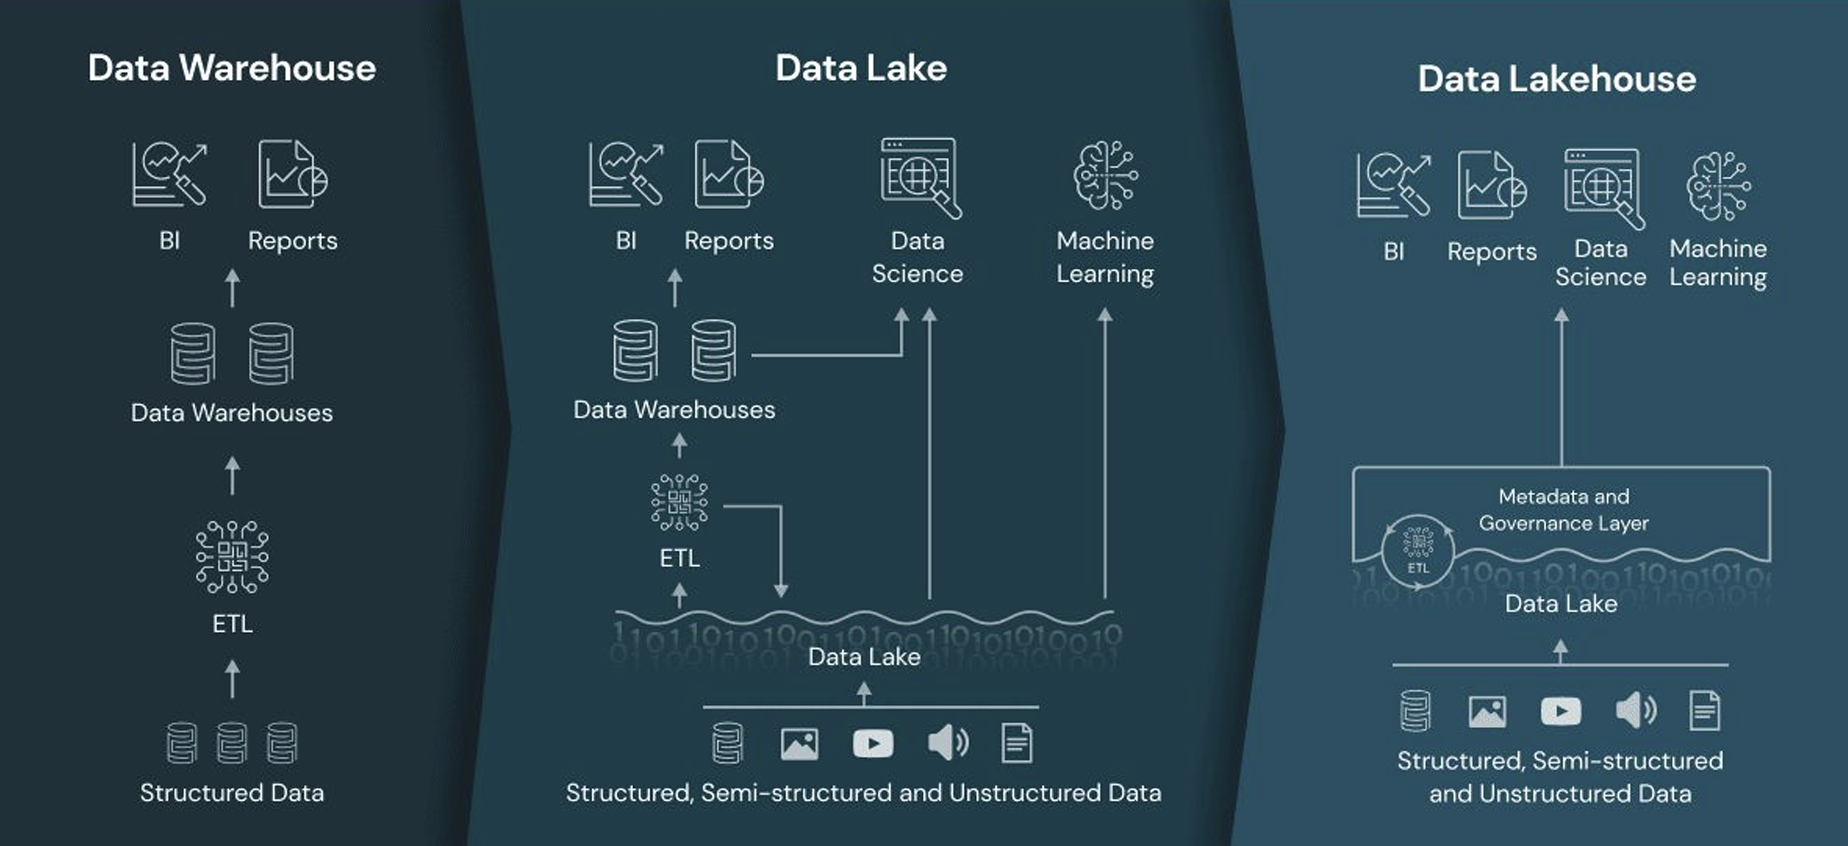 Data Warehouse
BI
Reports
Data Warehouses
ETL
Structured Data
Data Lake
BI
Reports
Data
Science
Machine
Learning
Data Warehouses
ETL
Data Lake
Structured, Semi-structured and Unstructured Data
Data Lakehouse
BI
Reports
Data
Science
Machine
Learning
Metadata and
Governance Layer
ETL
Data Lake
Structured, Semi-structured
and Unstructured Data